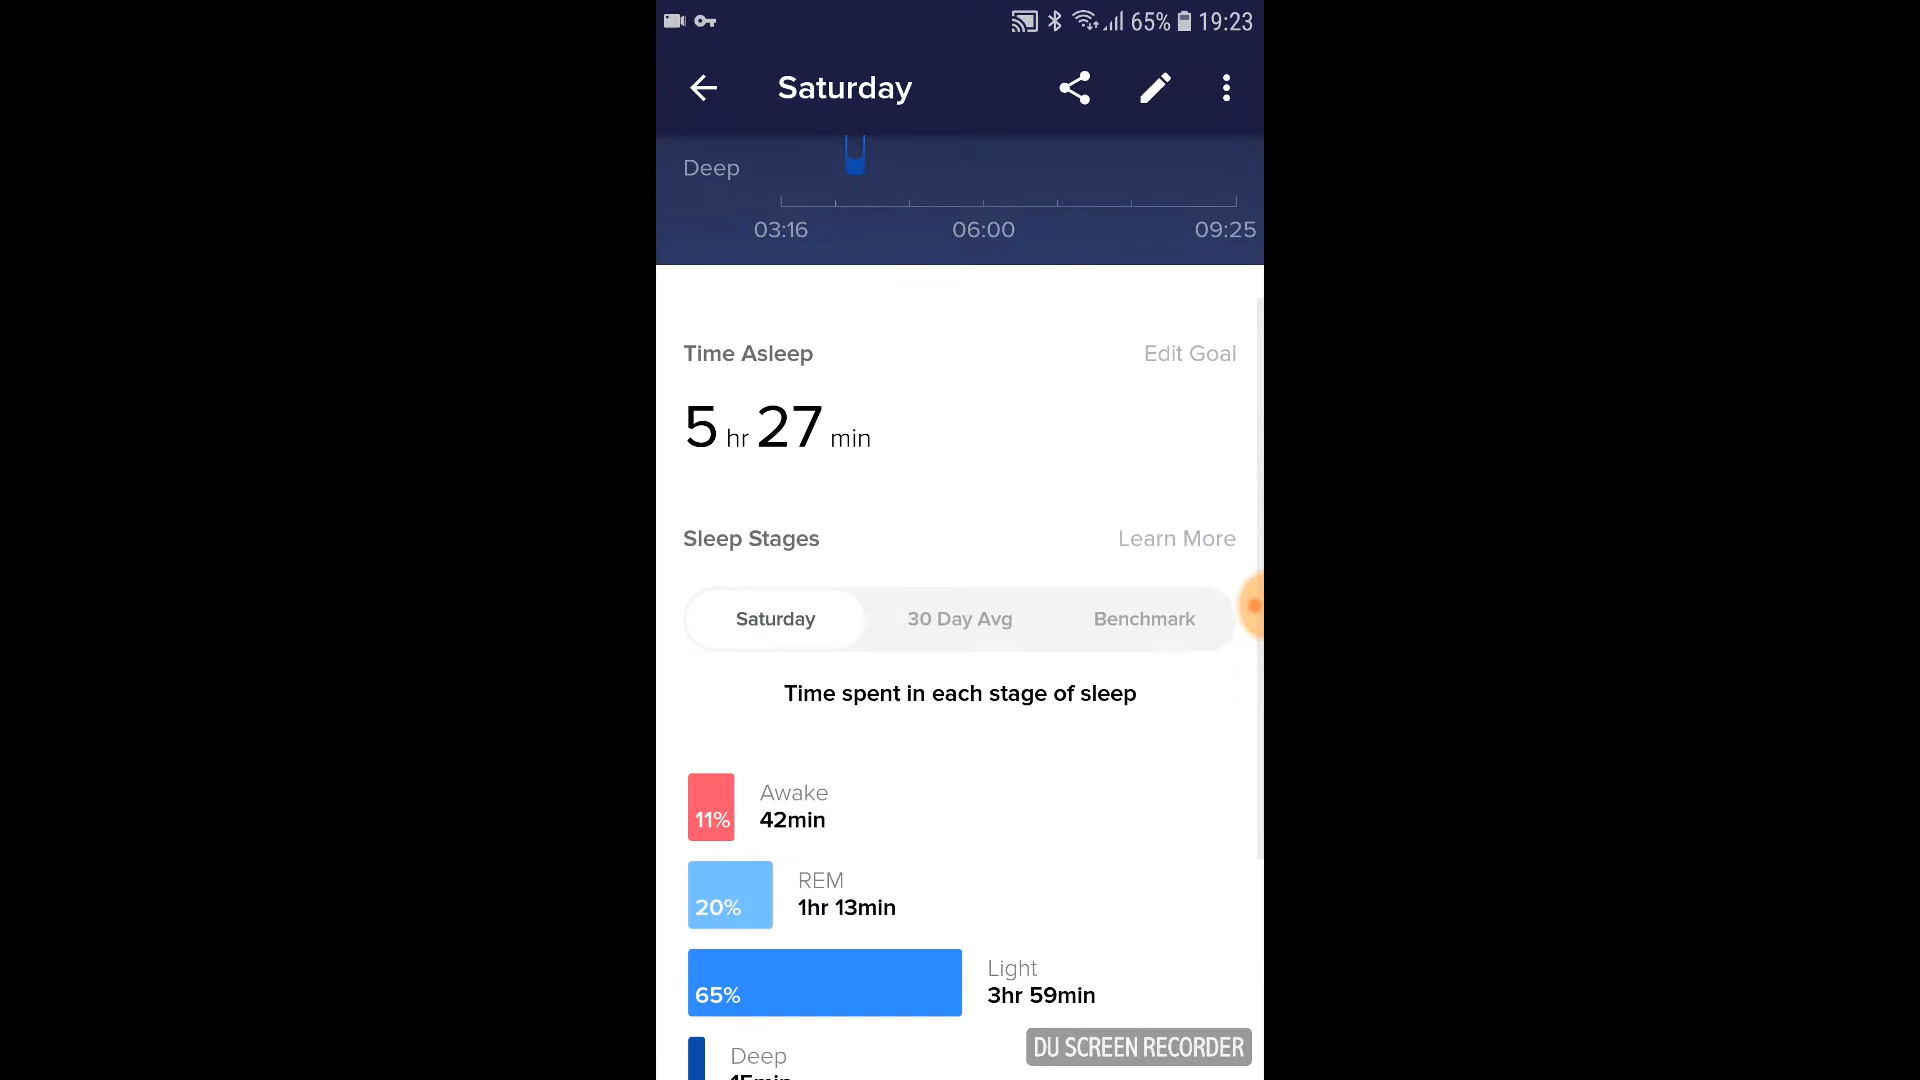 65% 19:23
Saturday
Deep
03:16 06:00 09:25
Time Asleep Edit Goal
5 hr 27 min
Sleep Stages Learn More
Saturday 30 Day Avg Benchmark
Time spent in each stage of sleep
Awake
11% 42min
REM
20% 1hr 13min
Light
65% 3hr 59min
Deep
15min
DU SCREEN RECORDER